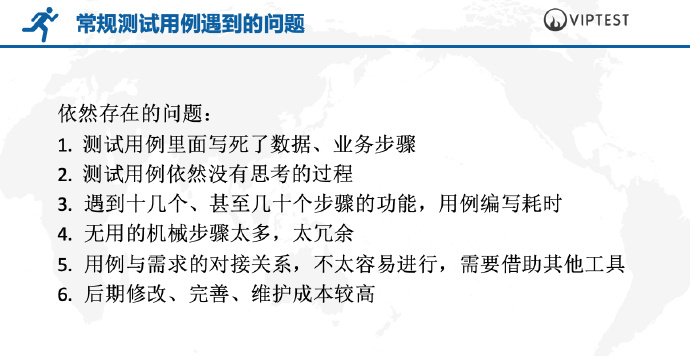 常规测试用例遇到的问题
VIPTEST
依然存在的问题：
1. 测试用例里面写死了数据、业务步骤
2. 测试用例依然没有思考的过程
3. 遇到十几个、甚至几十个步骤的功能，用例编写耗时
4. 无用的机械步骤太多，太冗余
5. 用例与需求的对接关系，不太容易进行，需要借助其他工具
6. 后期修改、完善、维护成本较高